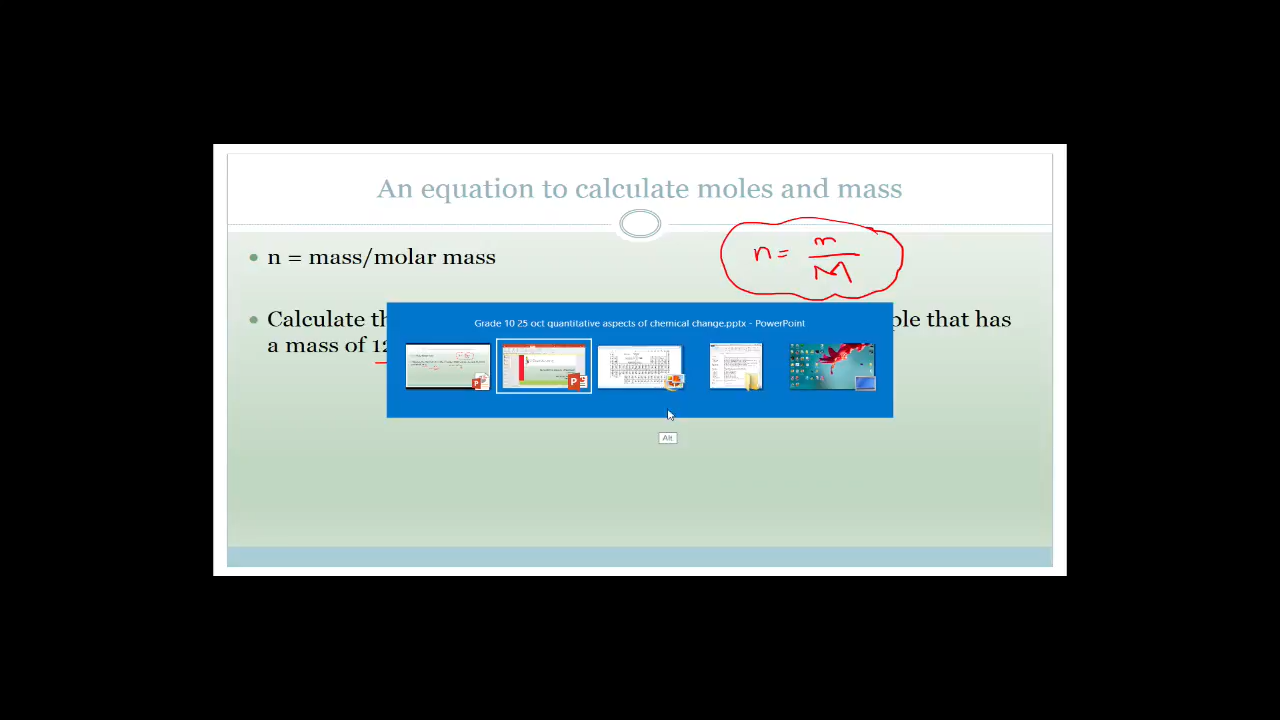 An equation to calculate moles and mass
n = mass/molar mass
n = m
M
Calculate th
ple that has
a mass of 12
Grade 10 25 oct quantitative aspects of chemical change.pptx - PowerPoint
Alt